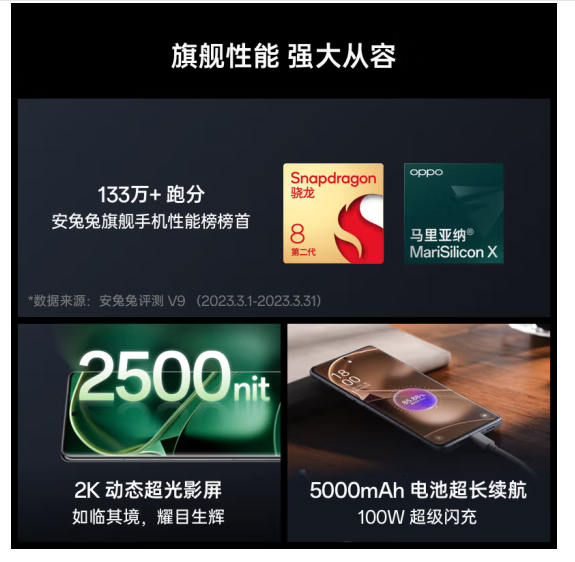 旗舰性能 强大从容
133万+ 跑分
安兔兔旗舰手机性能榜榜首
Snapdragon
骁龙
8
第二代
oppo
马里亚纳®
MariSilicon X
*数据来源：安兔兔评测 V9 （2023.3.1-2023.3.31）
2500nit
2K 动态超光影屏
如临其境，耀目生辉
18
00
5000mAh 电池超长续航
100W 超级闪充